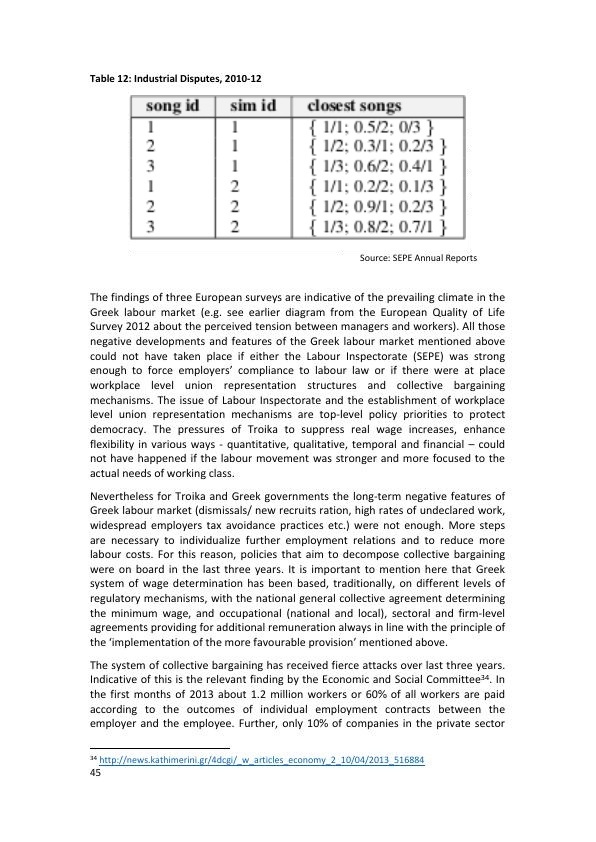 Table 12: Industrial Disputes, 2010-12
song id sim id closest songs
1 1 { 1/1; 0.5/2; 0/3 }
2 1 { 1/2; 0.3/1; 0.2/3 }
3 1 { 1/3; 0.6/2; 0.4/1 }
1 2 { 1/1; 0.2/2; 0.1/3 }
2 2 { 1/2; 0.9/1; 0.2/3 }
3 2 { 1/3; 0.8/2; 0.7/1 }
Source: SEPE Annual Reports
The findings of three European surveys are indicative of the prevailing climate in the
Greek labour market (e.g. see earlier diagram from the European Quality of Life
Survey 2012 about the perceived tension between managers and workers). All those
negative developments and features of the Greek labour market mentioned above
could not have taken place if either the Labour Inspectorate (SEPE) was strong
enough to force employers’ compliance to labour law or if there were at place
workplace level union representation structures and collective bargaining
mechanisms. The issue of Labour Inspectorate and the establishment of workplace
level union representation mechanisms are top-level policy priorities to protect
democracy. The pressures of Troika to suppress real wage increases, enhance
flexibility in various ways - quantitative, qualitative, temporal and financial – could
not have happened if the labour movement was stronger and more focused to the
actual needs of working class.
Nevertheless for Troika and Greek governments the long-term negative features of
Greek labour market (dismissals/ new recruits ration, high rates of undeclared work,
widespread employers tax avoidance practices etc.) were not enough. More steps
are necessary to individualize further employment relations and to reduce more
labour costs. For this reason, policies that aim to decompose collective bargaining
were on board in the last three years. It is important to mention here that Greek
system of wage determination has been based, traditionally, on different levels of
regulatory mechanisms, with the national general collective agreement determining
the minimum wage, and occupational (national and local), sectoral and firm-level
agreements providing for additional remuneration always in line with the principle of
the ‘implementation of the more favourable provision’ mentioned above.
The system of collective bargaining has received fierce attacks over last three years.
Indicative of this is the relevant finding by the Economic and Social Committee³⁴. In
the first months of 2013 about 1.2 million workers or 60% of all workers are paid
according to the outcomes of individual employment contracts between the
employer and the employee. Further, only 10% of companies in the private sector
³⁴ http://news.kathimerini.gr/4dcgi/_w_articles_economy_2_10/04/2013_516884
45